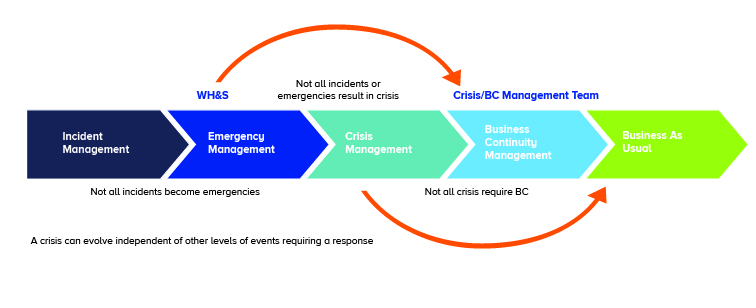 WH&S
Not all incidents or
emergencies result in crisis
Crisis/BC Management Team
Incident
Management
Emergency
Management
Crisis
Management
Business
Continuity
Management
Business As
Usual
Not all incidents become emergencies
Not all crisis require BC
A crisis can evolve independent of other levels of events requiring a response